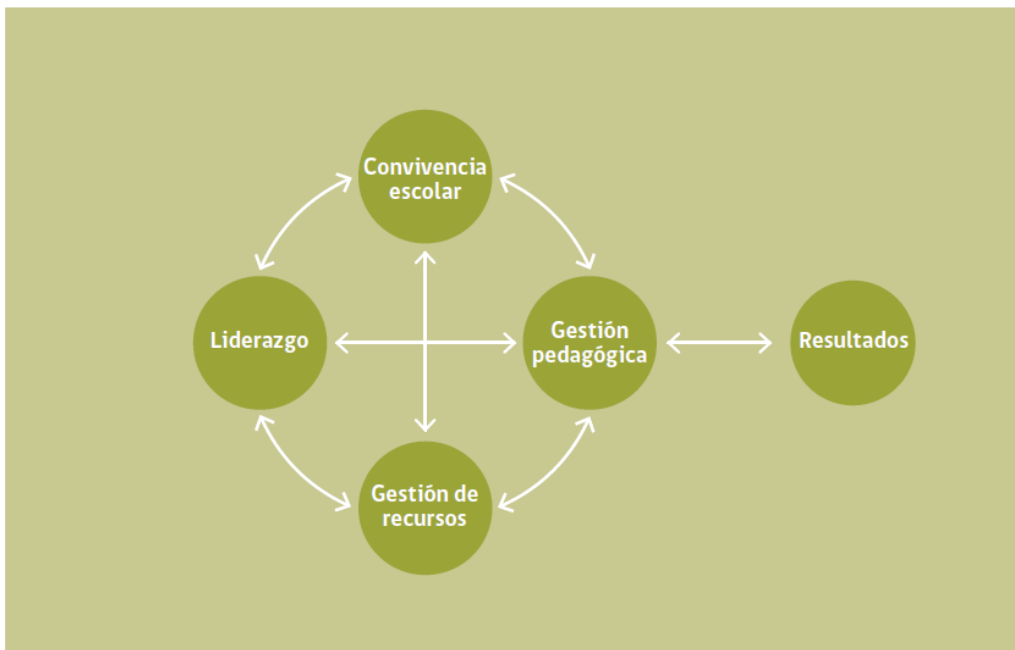 Convivencia
escolar
Liderazgo
Gestión
pedagógica
Resultados
Gestión de
recursos